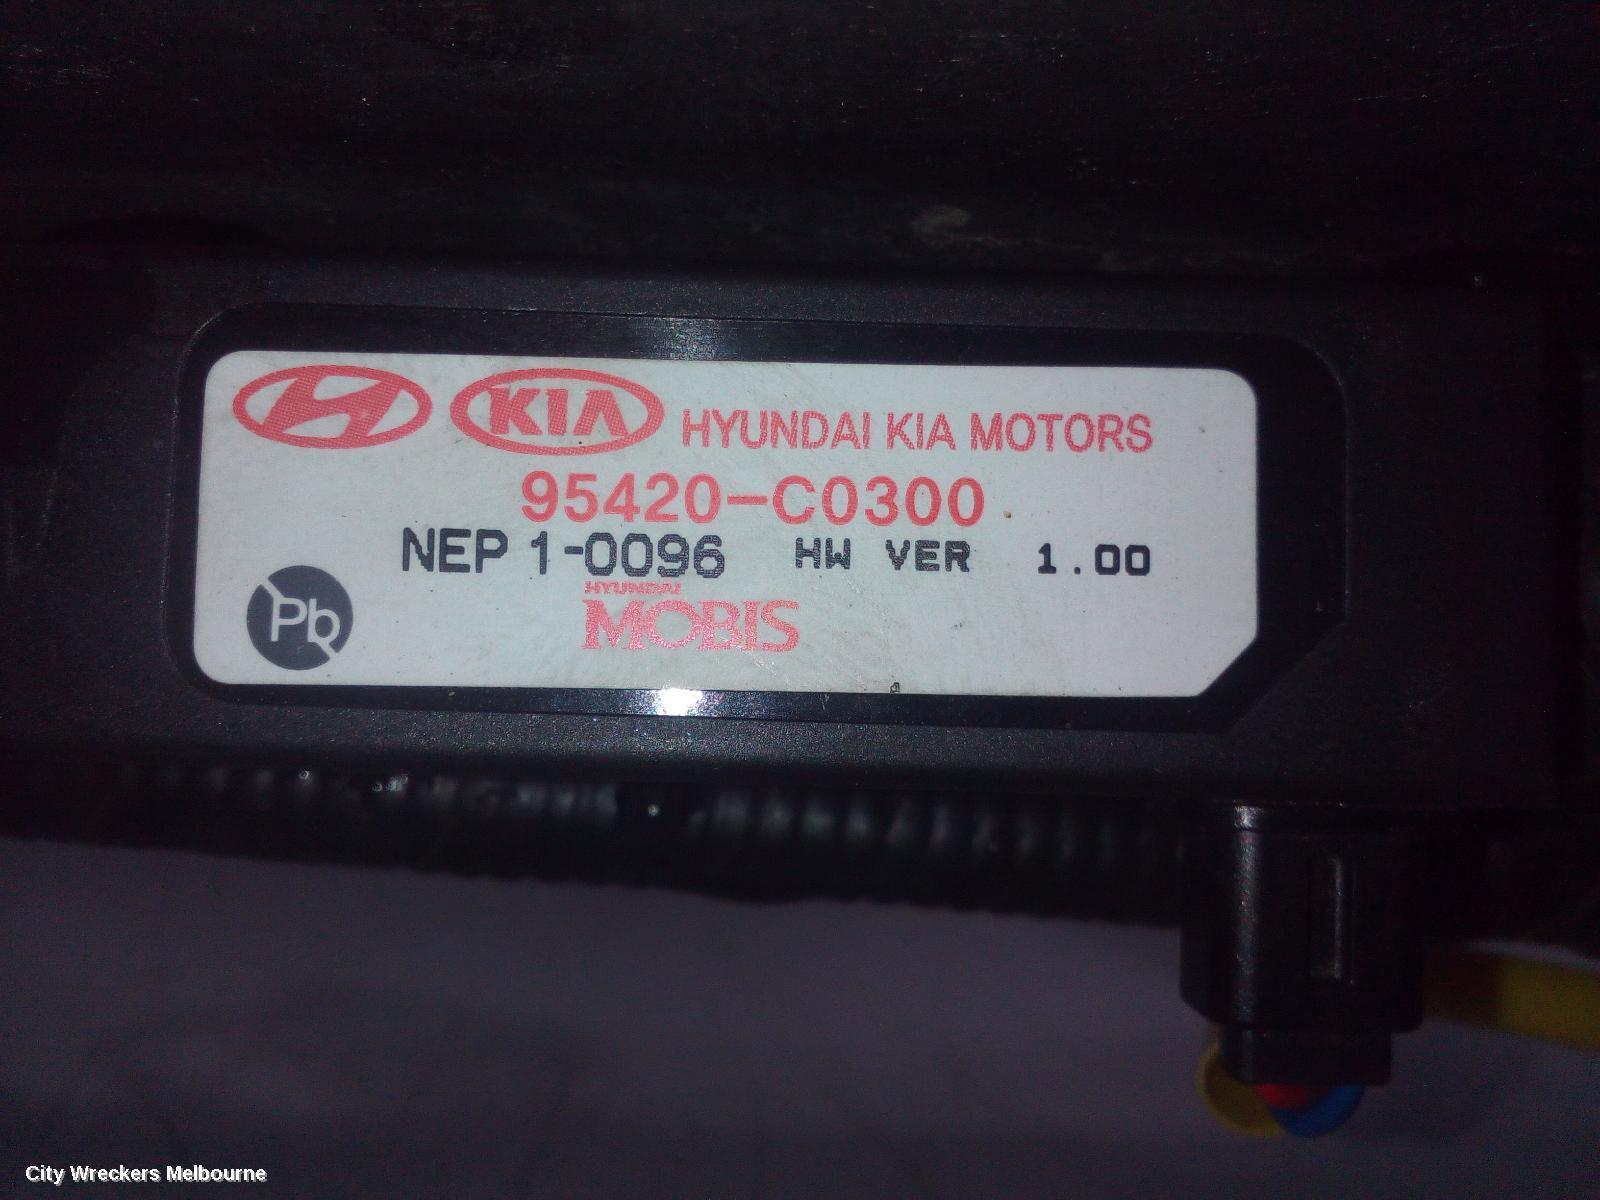 KIA HYUNDAI KIA MOTORS
95420-C0300
NEP 1-0096 HW VER 1.00
Pb
HYUNDAI
MOBIS
City Wreckers Melbourne